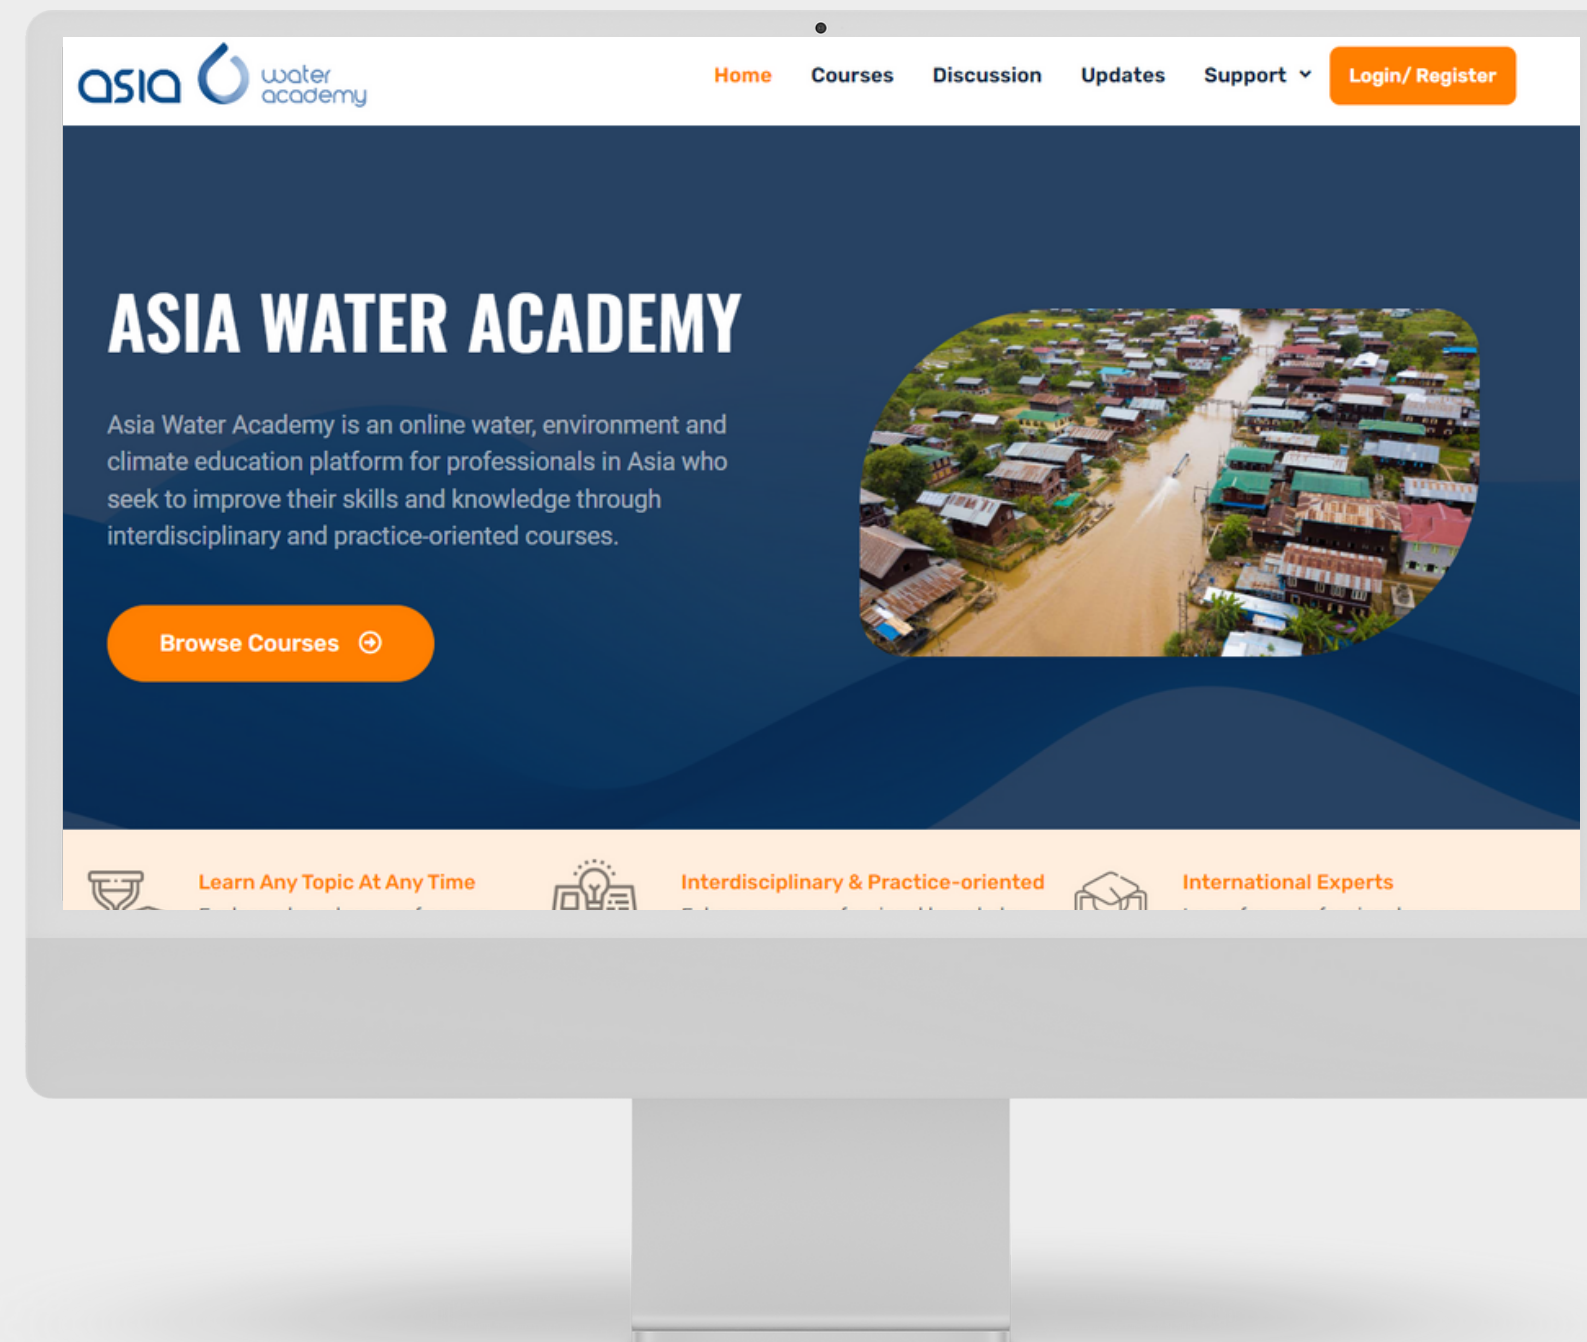 asia water academy
Home Courses Discussion Updates Support Login/ Register
ASIA WATER ACADEMY
Asia Water Academy is an online water, environment and
climate education platform for professionals in Asia who
seek to improve their skills and knowledge through
interdisciplinary and practice-oriented courses.
Browse Courses
Learn Any Topic At Any Time
Interdisciplinary & Practice-oriented
International Experts